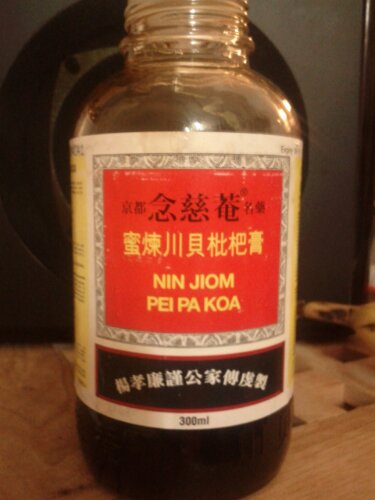 京都念慈菴®名藥
蜜煉川貝枇杷膏
NIN JIOM
PEI PA KOA
楊孝廉謹公家傳虔製
300ml